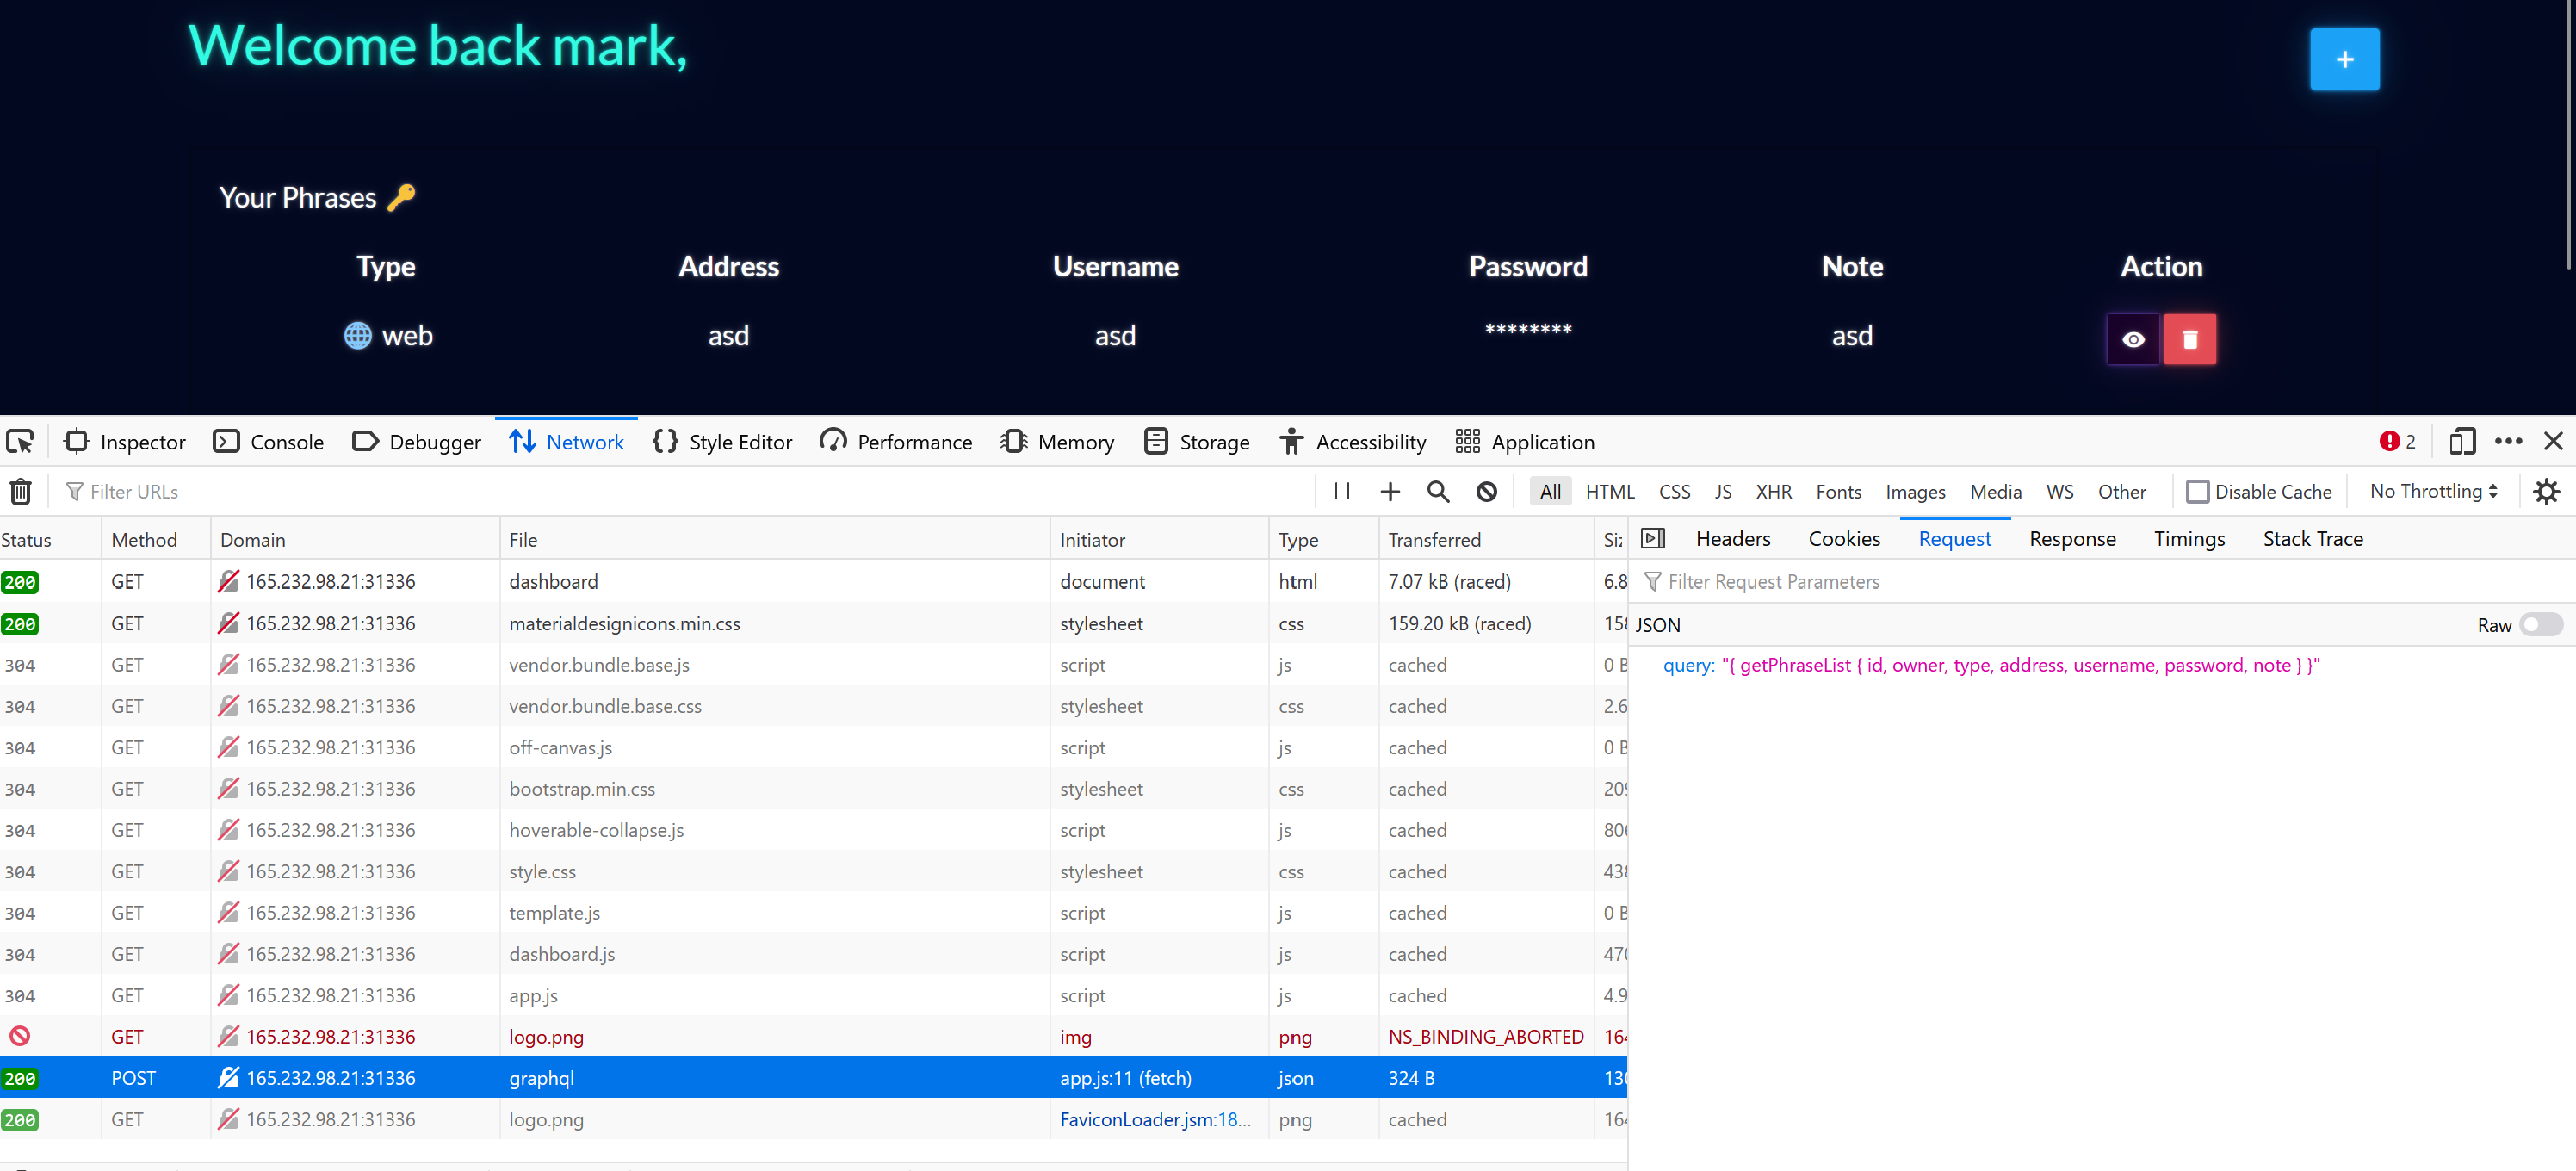 Welcome back mark,
+
Your Phrases
Type Address Username Password Note Action
web asd asd ******** asd
Inspector Console Debugger Network Style Editor Performance Memory Storage Accessibility Application 2
Filter URLs All HTML CSS JS XHR Fonts Images Media WS Other Disable Cache No Throttling
Status Method Domain File Initiator Type Transferred Headers Cookies Request Response Timings Stack Trace
200 GET 165.232.98.21:31336 dashboard document html 7.07 kB (raced) 6.8 Filter Request Parameters
200 GET 165.232.98.21:31336 materialdesignicons.min.css stylesheet css 159.20 kB (raced) 158 JSON Raw
304 GET 165.232.98.21:31336 vendor.bundle.base.js script js cached 0 B query: "{ getPhraseList { id, owner, type, address, username, password, note } }"
304 GET 165.232.98.21:31336 vendor.bundle.base.css stylesheet css cached 2.6
304 GET 165.232.98.21:31336 off-canvas.js script js cached 0 B
304 GET 165.232.98.21:31336 bootstrap.min.css stylesheet css cached 209
304 GET 165.232.98.21:31336 hoverable-collapse.js script js cached 806
304 GET 165.232.98.21:31336 style.css stylesheet css cached 438
304 GET 165.232.98.21:31336 template.js script js cached 0 B
304 GET 165.232.98.21:31336 dashboard.js script js cached 470
304 GET 165.232.98.21:31336 app.js script js cached 4.9
GET 165.232.98.21:31336 logo.png img png NS_BINDING_ABORTED 164
200 POST 165.232.98.21:31336 graphql app.js:11 (fetch) json 324 B 130
200 GET 165.232.98.21:31336 logo.png FaviconLoader.jsm:18... png cached 164